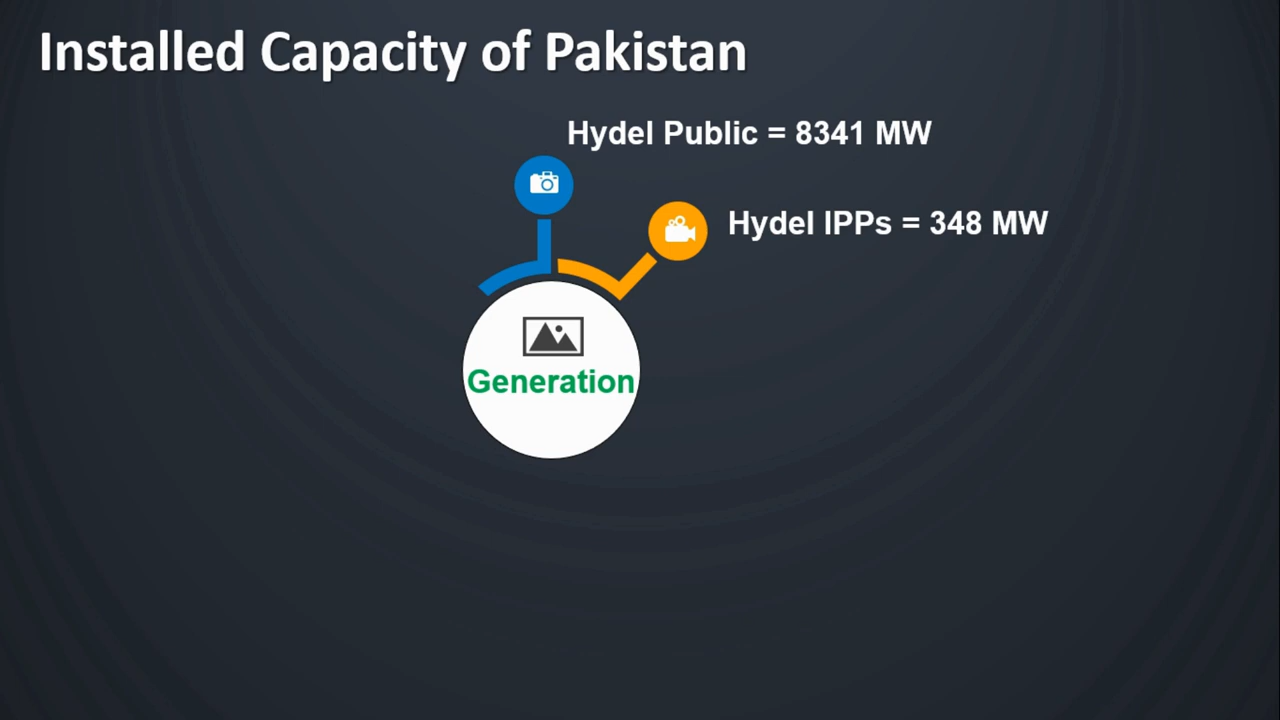 Installed Capacity of Pakistan
Hydel Public = 8341 MW
Hydel IPPs = 348 MW
Generation